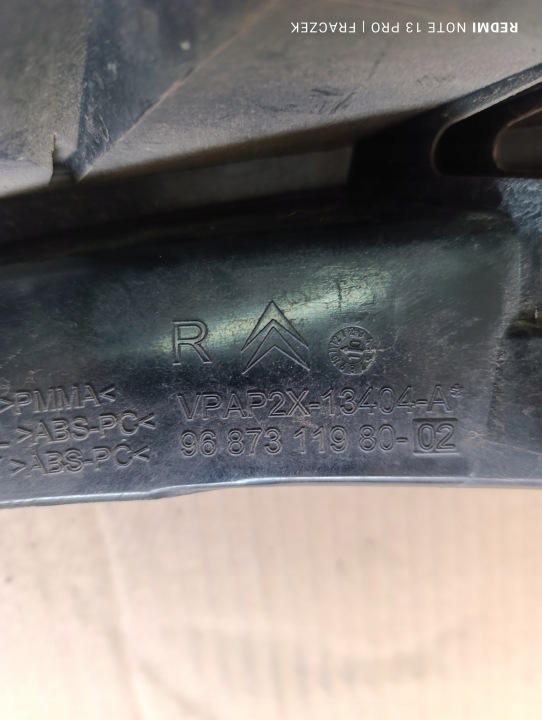 REDMI NOTE 13 PRO | FRACZEK
R
>PMMA<
>ABS-PC<
>ABS-PC<
VPAP2X-13404-A*
96 873 119 80-02